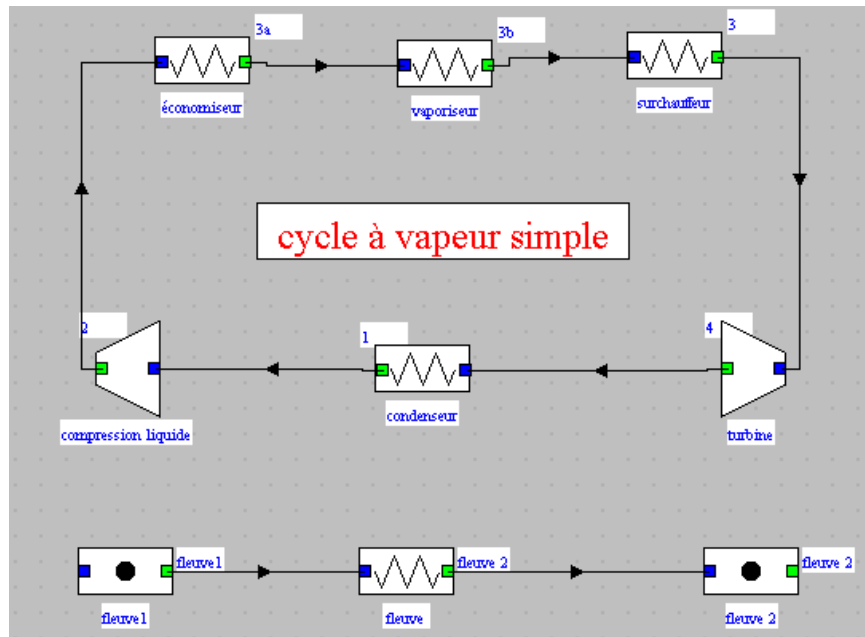 3a
3b
3
économiseur
vaporiseur
surchauffeur
cycle à vapeur simple
2
1
4
compression liquide
condenseur
turbine
fleuve1
fleuve 2
fleuve 2
fleuve1
fleuve
fleuve 2